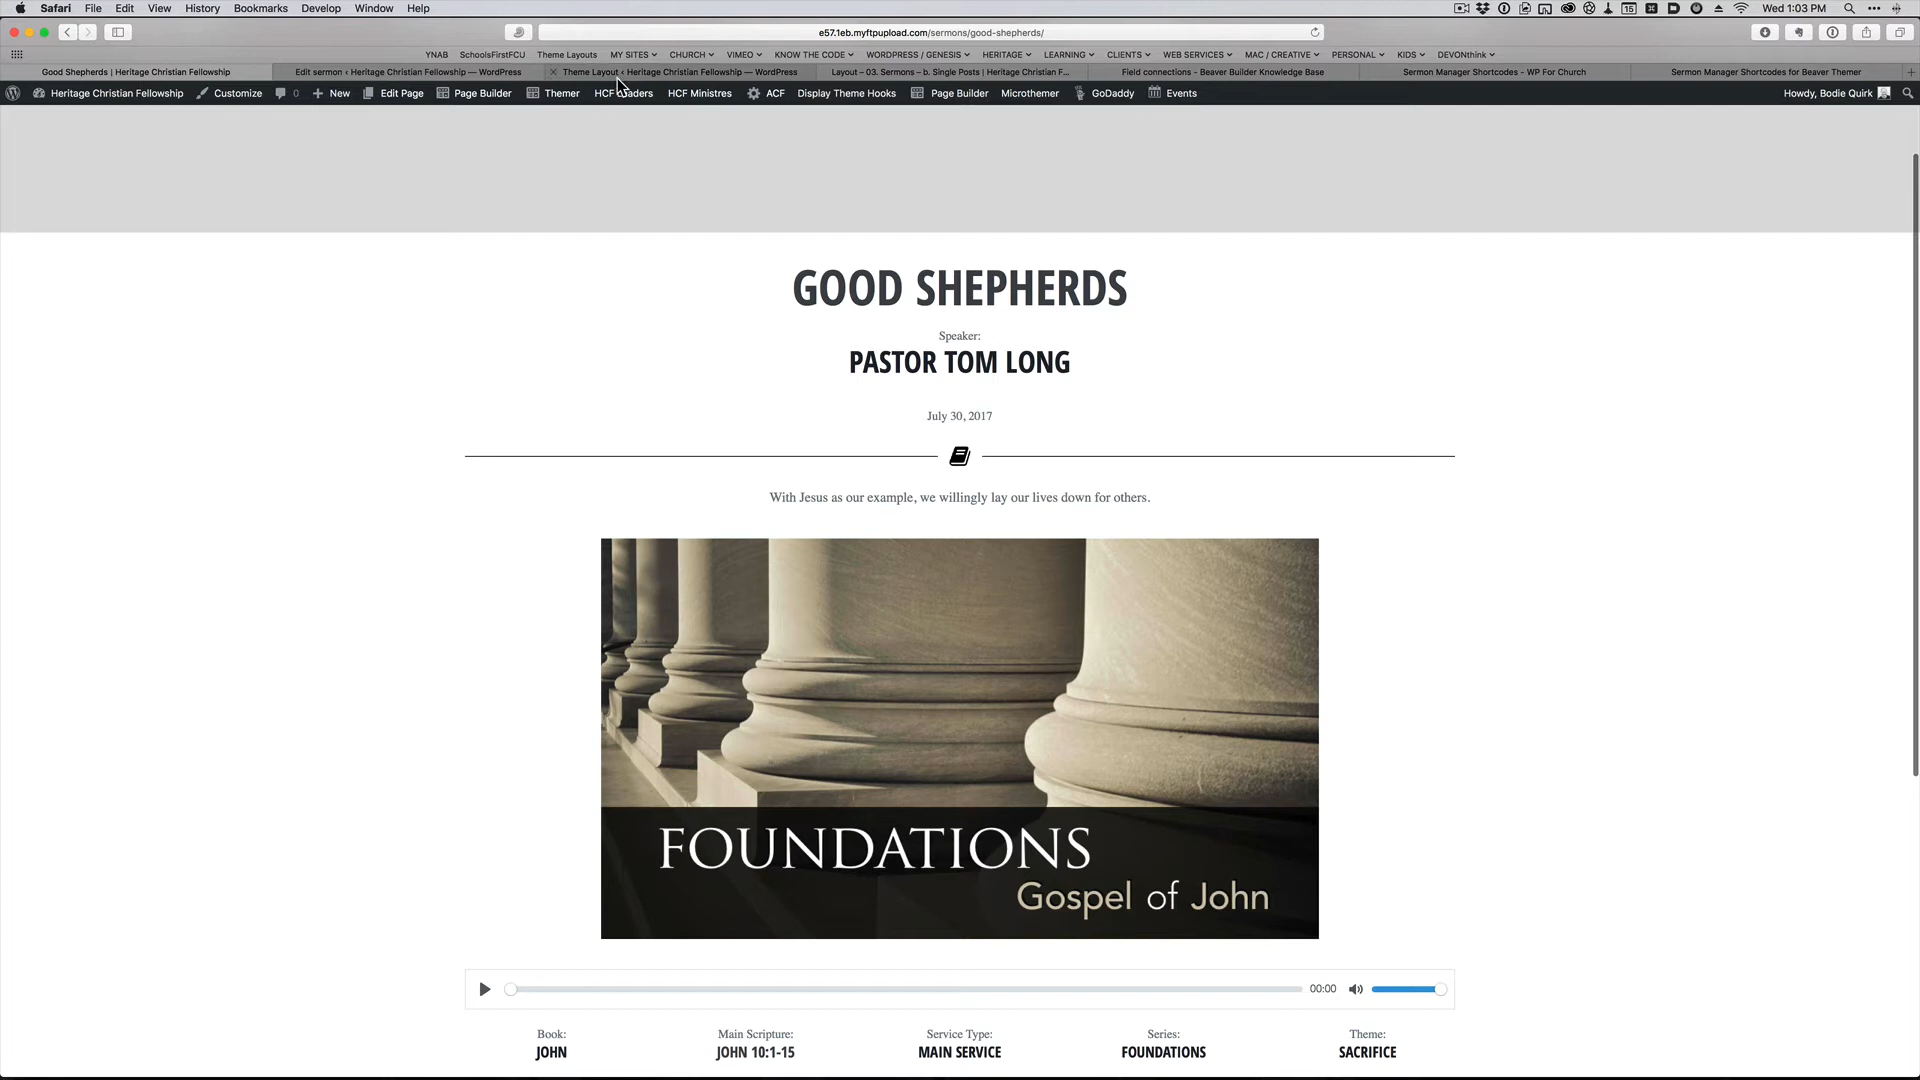 Safari File Edit View History Bookmarks Develop Window Help
15 Wed 1:03 PM
e57.1eb.myftpupload.com/sermons/good-shepherds/
YNAB SchoolsFirstFCU Theme Layouts MY SITES CHURCH VIMEO KNOW THE CODE WORDPRESS / GENESIS HERITAGE LEARNING CLIENTS WEB SERVICES MAC / CREATIVE PERSONAL KIDS DEVONthink
Good Shepherds | Heritage Christian Fellowship Edit sermon ‹ Heritage Christian Fellowship — WordPress Theme Layout ‹ Heritage Christian Fellowship — WordPress Layout – 03. Sermons – b. Single Posts | Heritage Christian F... Field connections - Beaver Builder Knowledge Base Sermon Manager Shortcodes - WP For Church Sermon Manager Shortcodes for Beaver Themer
Heritage Christian Fellowship Customize 0 New Edit Page Page Builder Themer HCF Leaders HCF Ministres ACF Display Theme Hooks Page Builder Microthemer GoDaddy Events Howdy, Bodie Quirk
GOOD SHEPHERDS
Speaker:
PASTOR TOM LONG
July 30, 2017
With Jesus as our example, we willingly lay our lives down for others.
FOUNDATIONS
Gospel of John
00:00
Book: Main Scripture: Service Type: Series: Theme:
JOHN JOHN 10:1-15 MAIN SERVICE FOUNDATIONS SACRIFICE